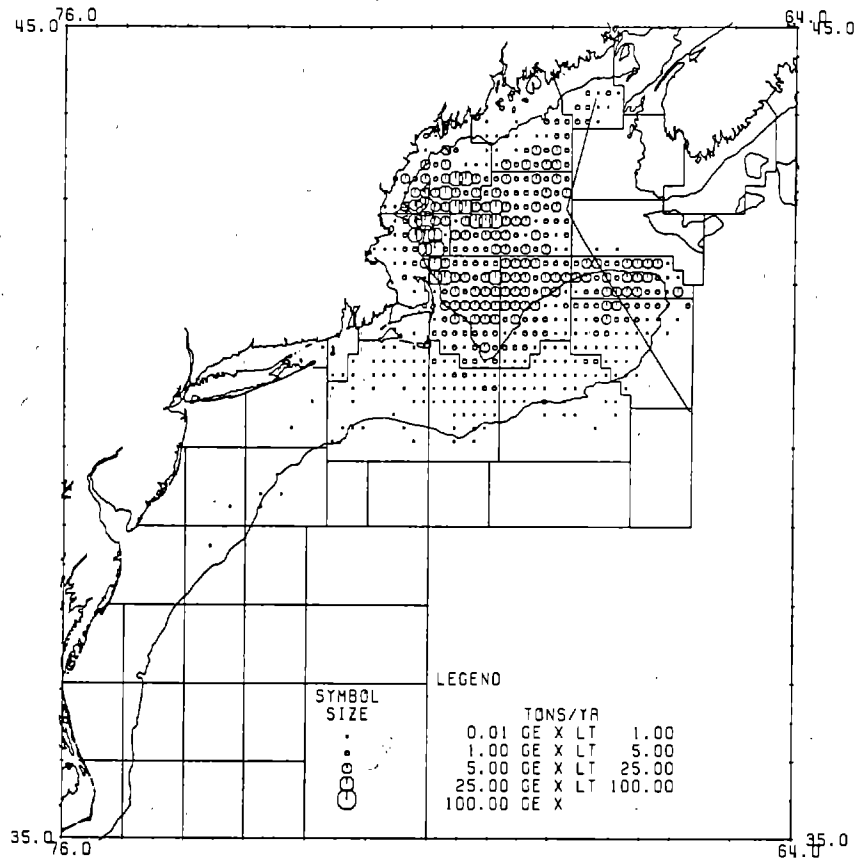 76.0 64.0
45.0 45.0
LEGEND
SYMBOL
SIZE
TONS/YR
0.01 GE X LT 1.00
1.00 GE X LT 5.00
5.00 GE X LT 25.00
25.00 GE X LT 100.00
100.00 GE X
35.0 35.0
76.0 64.0